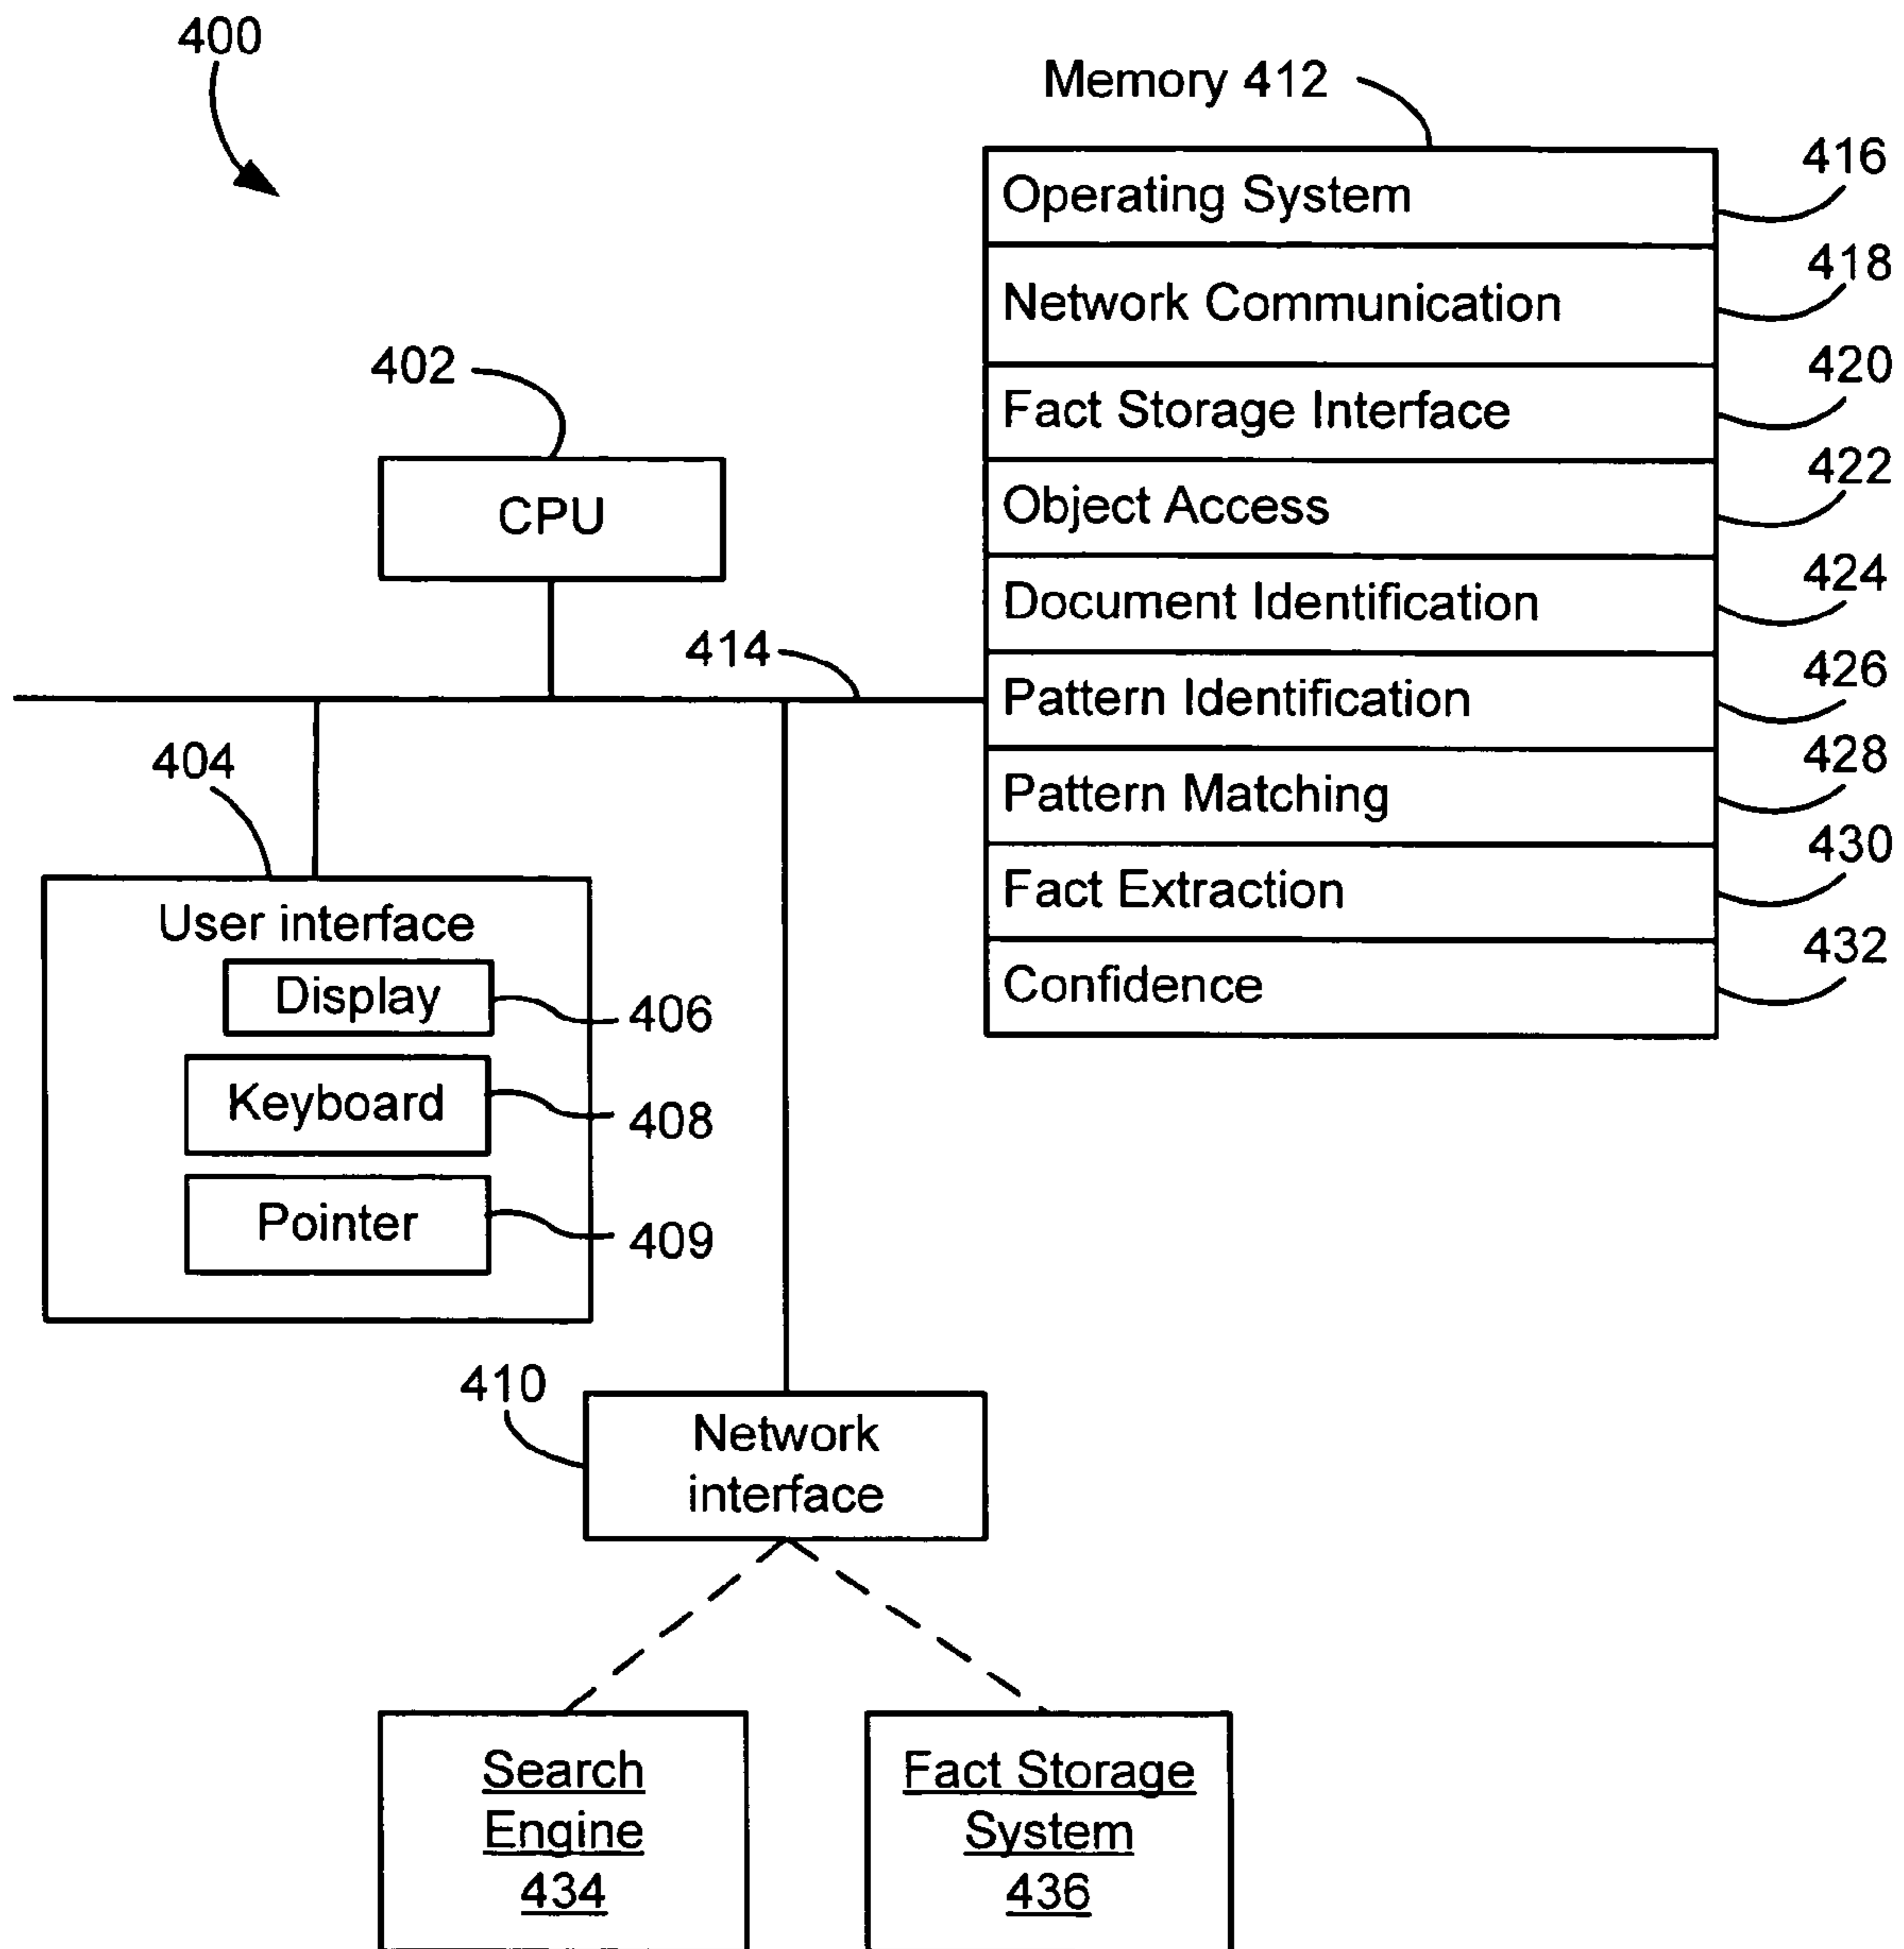 400
Memory 412
Operating System
416
Network Communication
418
Fact Storage Interface
420
Object Access
422
Document Identification
424
Pattern Identification
426
Pattern Matching
428
Fact Extraction
430
Confidence
432
402
CPU
414
404
User interface
Display
406
Keyboard
408
Pointer
409
410
Network
interface
Search
Engine
434
Fact Storage
System
436